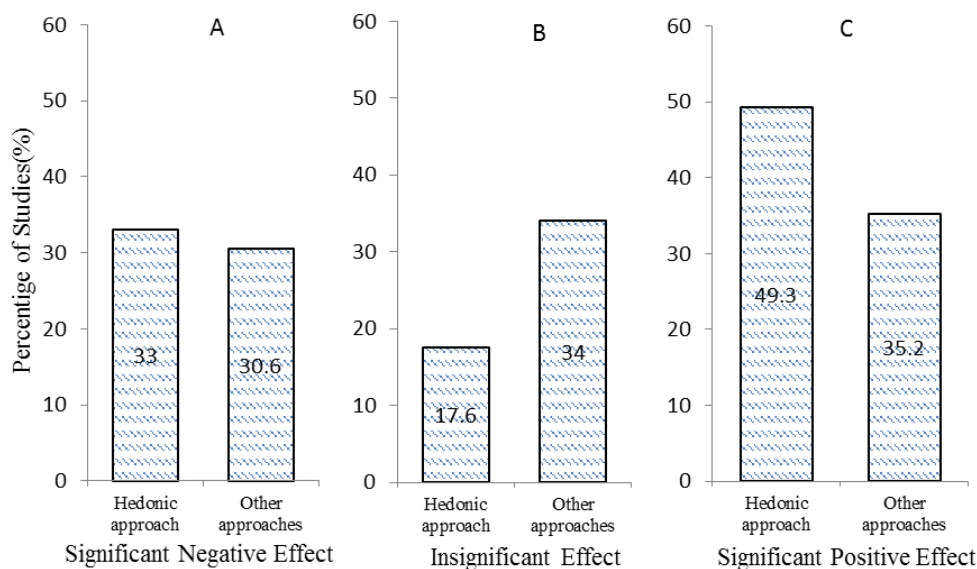 Percentige of Studies(%)
A
60
50
40
30
20
10
0
33
30.6
Hedonic approach
Other approaches
Significant Negative Effect
B
60
50
40
30
20
10
0
17.6
34
Hedonic approach
Other approaches
Insignificant Effect
C
60
50
40
30
20
10
0
49.3
35.2
Hedonic approach
Other approaches
Significant Positive Effect